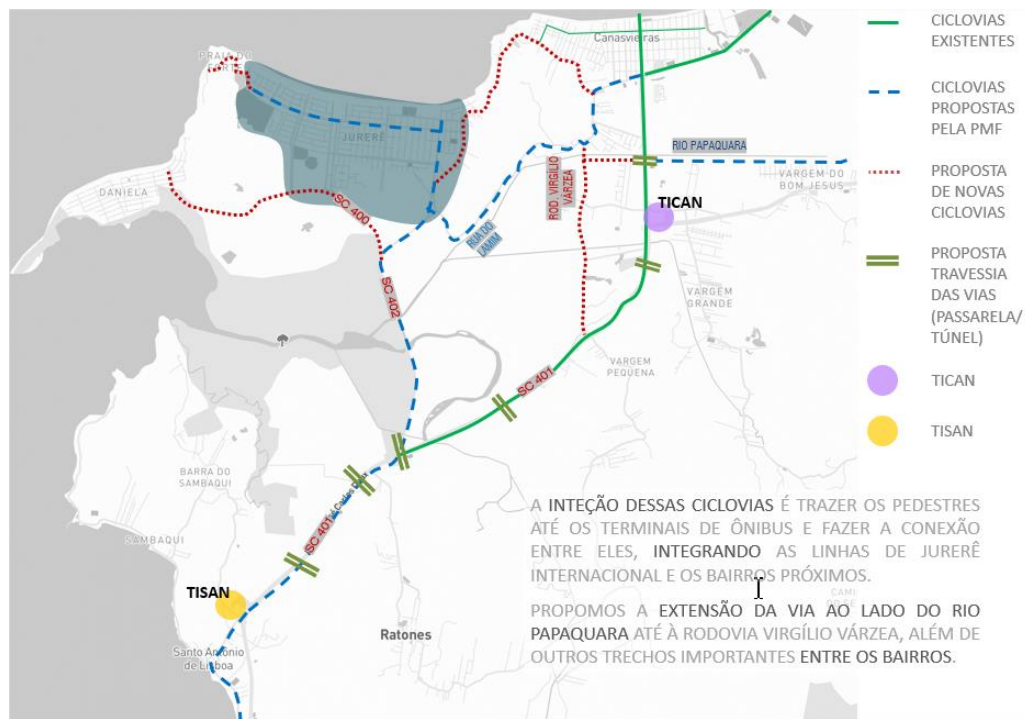 CICLOVIAS
EXISTENTES
CICLOVIAS
PROPOSTAS
PELA PMF
PROPOSTA
DE NOVAS
CICLOVIAS
PROPOSTA
TRAVESSIA
DAS VIAS
(PASSARELA/
TÚNEL)
TICAN
TISAN
Canasvieiras
PRAIA DO
FORTE
JURERÊ
DANIELA
RIO PAPAQUARA
ROD. VIRGÍLIO
VÁRZEA
VARGEM DO
BOM JESUS
TICAN
SC 400
RUA DO
LAMIM
SC 402
VARGEM
GRANDE
VARGEM
PEQUENA
SC 401
BARRA DO
SAMBAQUI
SAMBAQUI
SC 401
TISAN
Ratones
Santo Antônio
de Lisboa
A INTEÇÃO DESSAS CICLOVIAS É TRAZER OS PEDESTRES
ATÉ OS TERMINAIS DE ÔNIBUS E FAZER A CONEXÃO
ENTRE ELES, INTEGRANDO AS LINHAS DE JURERÊ
INTERNACIONAL E OS BAIRROS PRÓXIMOS.
PROPOMOS A EXTENSÃO DA VIA AO LADO DO RIO
PAPAQUARA ATÉ À RODOVIA VIRGÍLIO VÁRZEA, ALÉM DE
OUTROS TRECHOS IMPORTANTES ENTRE OS BAIRROS.